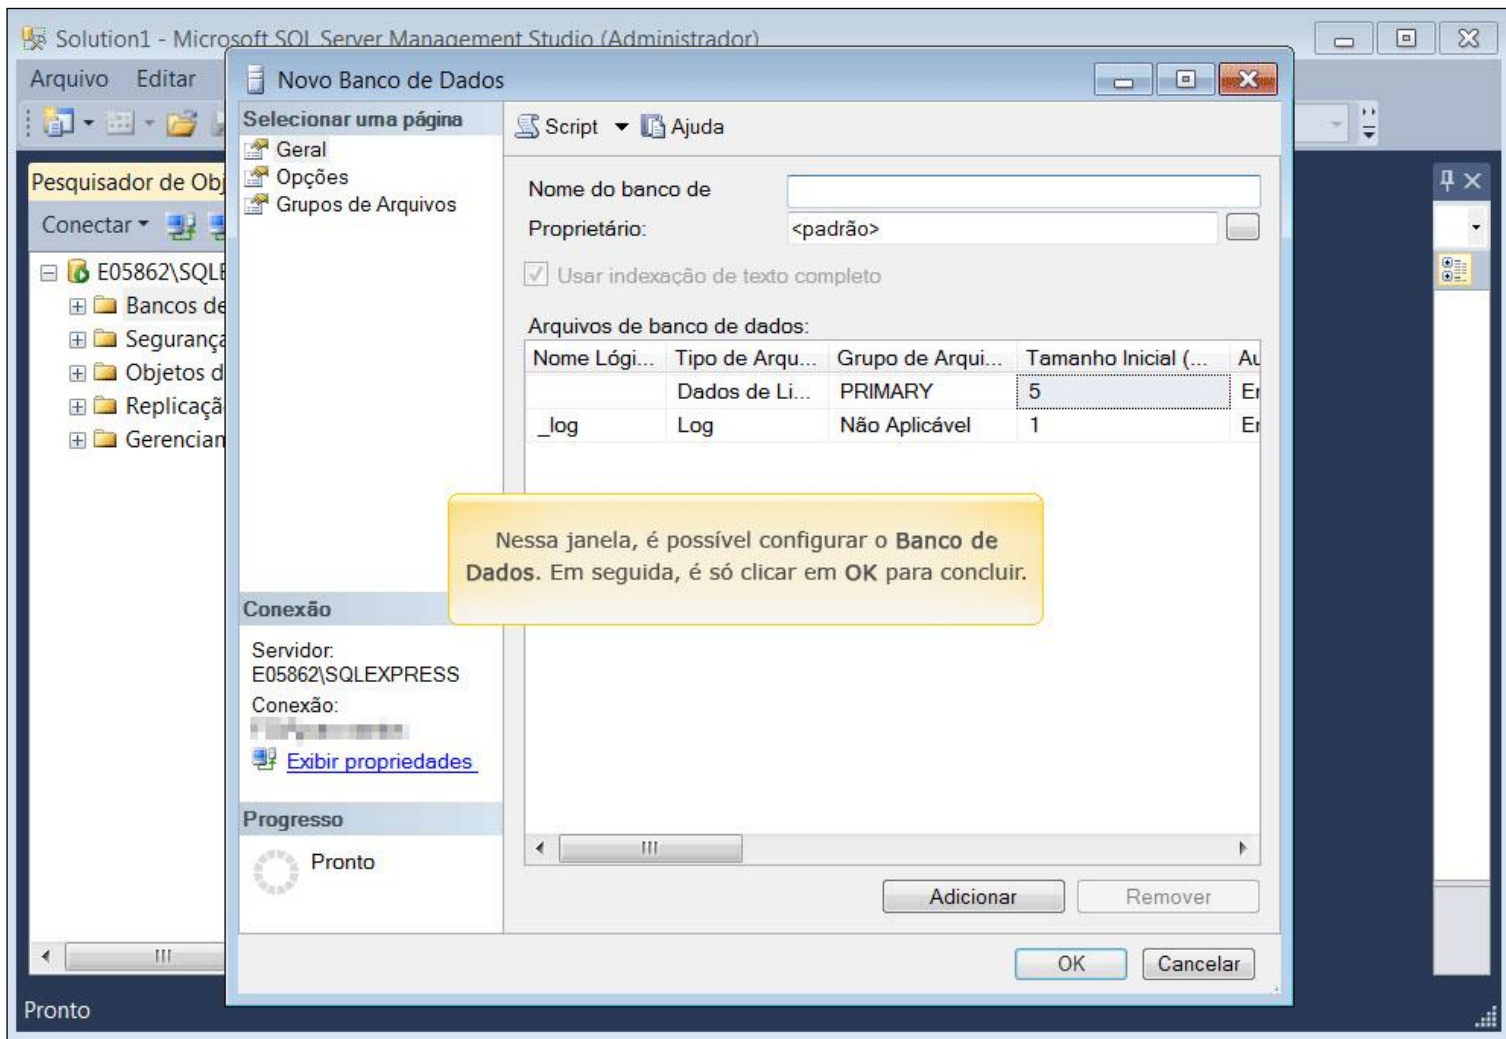 Solution1 - Microsoft SQL Server Management Studio (Administrador)
Arquivo Editar
Novo Banco de Dados
Selecionar uma página
Geral
Opções
Grupos de Arquivos
Script Ajuda
Pesquisador de Obj
Conectar
E05862\SQLE
Bancos de
Segurança
Objetos d
Replicaçã
Gerencian
Nome do banco de
Proprietário: <padrão>
Usar indexação de texto completo
Arquivos de banco de dados:
Nome Lógi... Tipo de Arqu... Grupo de Arqui... Tamanho Inicial (... Au
Dados de Li... PRIMARY 5 En
_log Log Não Aplicável 1 En
Nessa janela, é possível configurar o Banco de
Dados. Em seguida, é só clicar em OK para concluir.
Conexão
Servidor:
E05862\SQLEXPRESS
Conexão:
Exibir propriedades
Progresso
Pronto
Adicionar Remover
OK Cancelar
Pronto